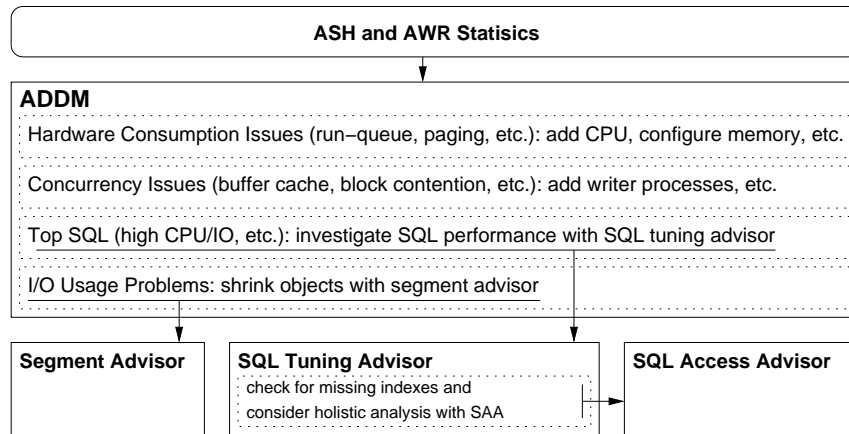 ASH and AWR Statisics
ADDM
Hardware Consumption Issues (run−queue, paging, etc.): add CPU, configure memory, etc.
Concurrency Issues (buffer cache, block contention, etc.): add writer processes, etc.
Top SQL (high CPU/IO, etc.): investigate SQL performance with SQL tuning advisor
I/O Usage Problems: shrink objects with segment advisor
Segment Advisor
SQL Tuning Advisor
check for missing indexes and
consider holistic analysis with SAA
SQL Access Advisor